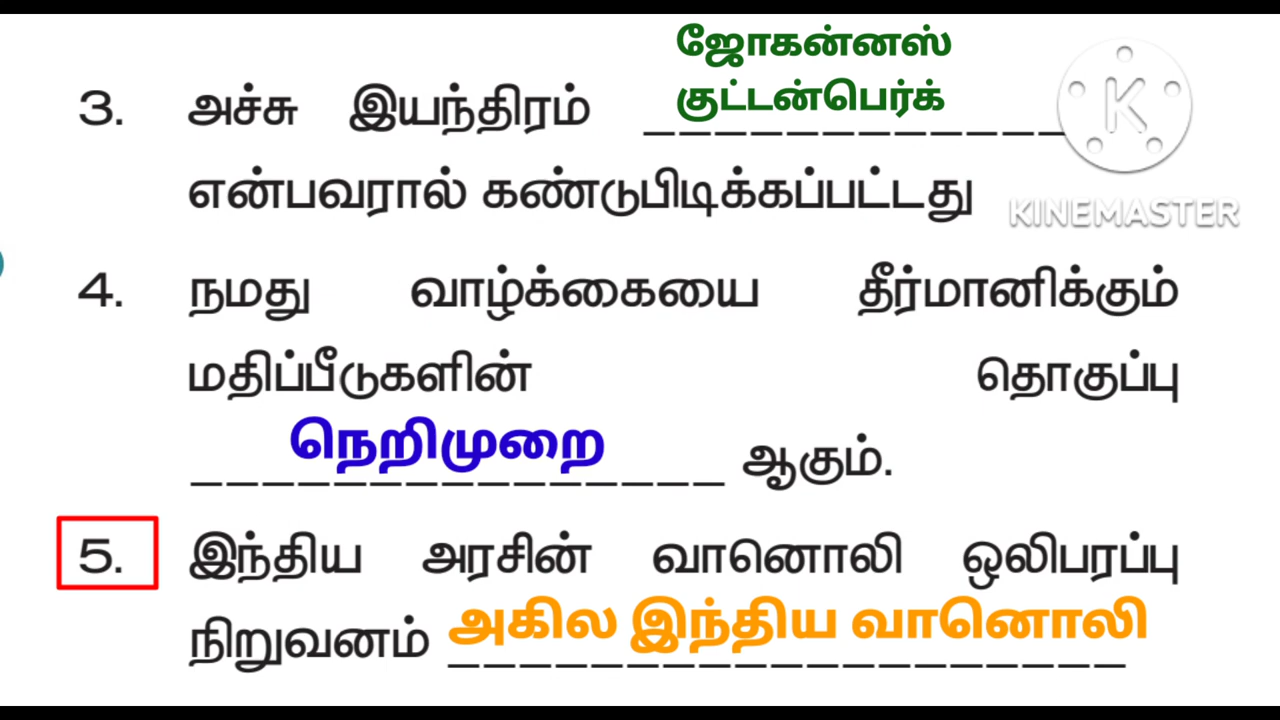 ஜோகன்னஸ்
குட்டன்பெர்க்
3. அச்சு இயந்திரம் _ _ _ _ _ _ _ _ _ _ _ _
என்பவரால் கண்டுபிடிக்கப்பட்டது
K
KINEMASTER
4. நமது வாழ்க்கையை தீர்மானிக்கும்
மதிப்பீடுகளின் தொகுப்பு
நெறிமுறை
_ _ _ _ _ _ _ _ _ _ _ _ _ _ _ ஆகும்.
5. இந்திய அரசின் வானொலி ஒலிபரப்பு
நிறுவனம் அகில இந்திய வானொலி